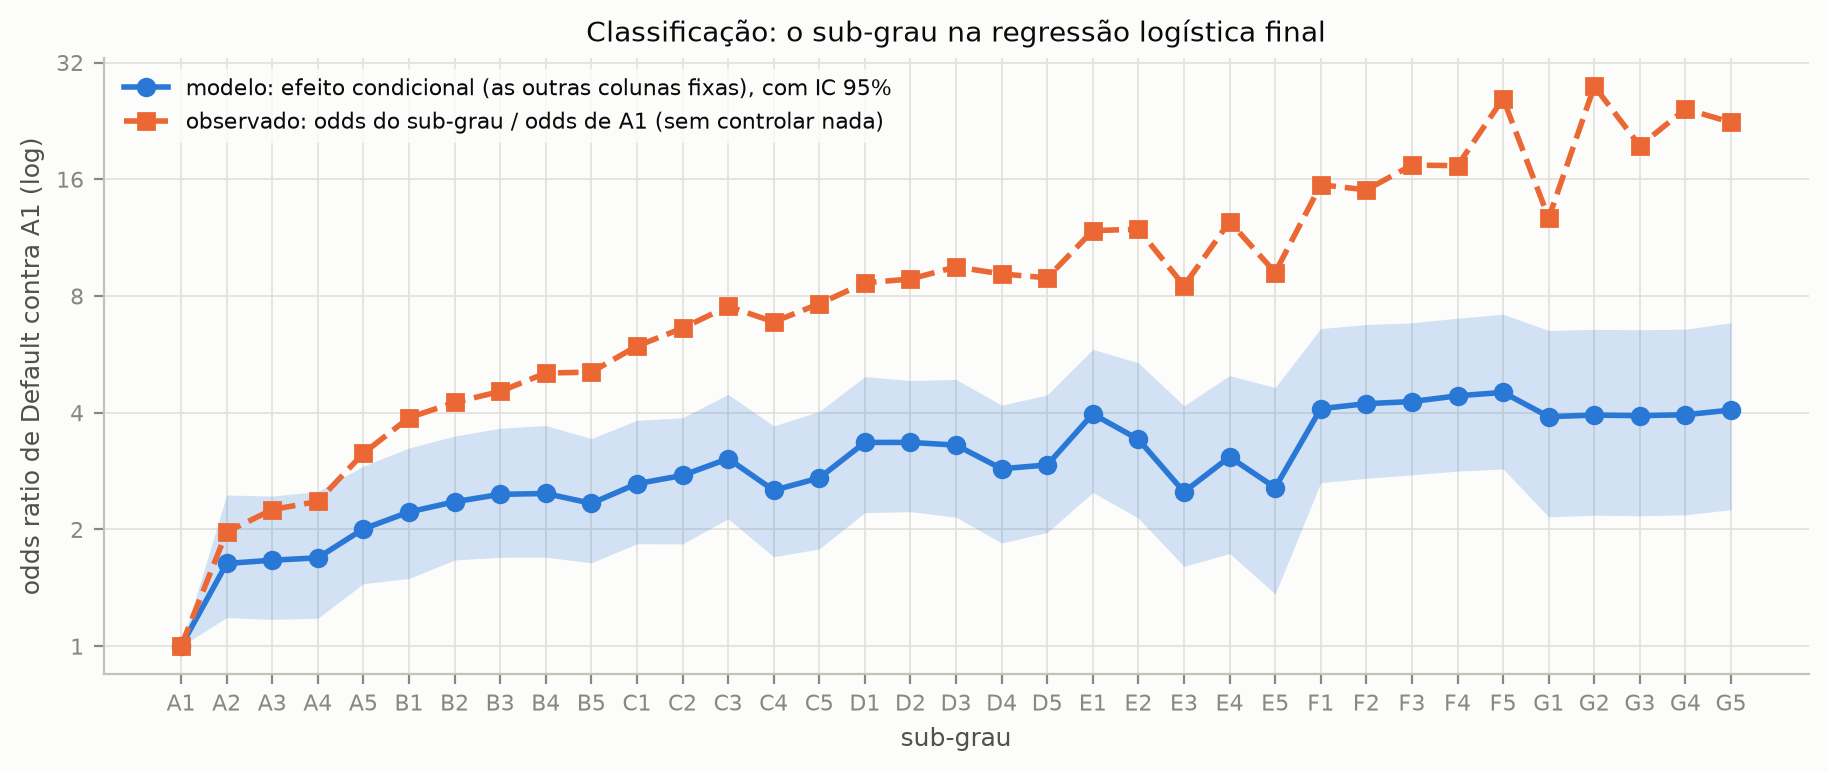 Classificação: o sub-grau na regressão logística final
modelo: efeito condicional (as outras colunas fixas), com IC 95%
observado: odds do sub-grau / odds de A1 (sem controlar nada)
odds ratio de Default contra A1 (log)
32
16
8
4
2
1
A1 A2 A3 A4 A5 B1 B2 B3 B4 B5 C1 C2 C3 C4 C5 D1 D2 D3 D4 D5 E1 E2 E3 E4 E5 F1 F2 F3 F4 F5 G1 G2 G3 G4 G5
sub-grau